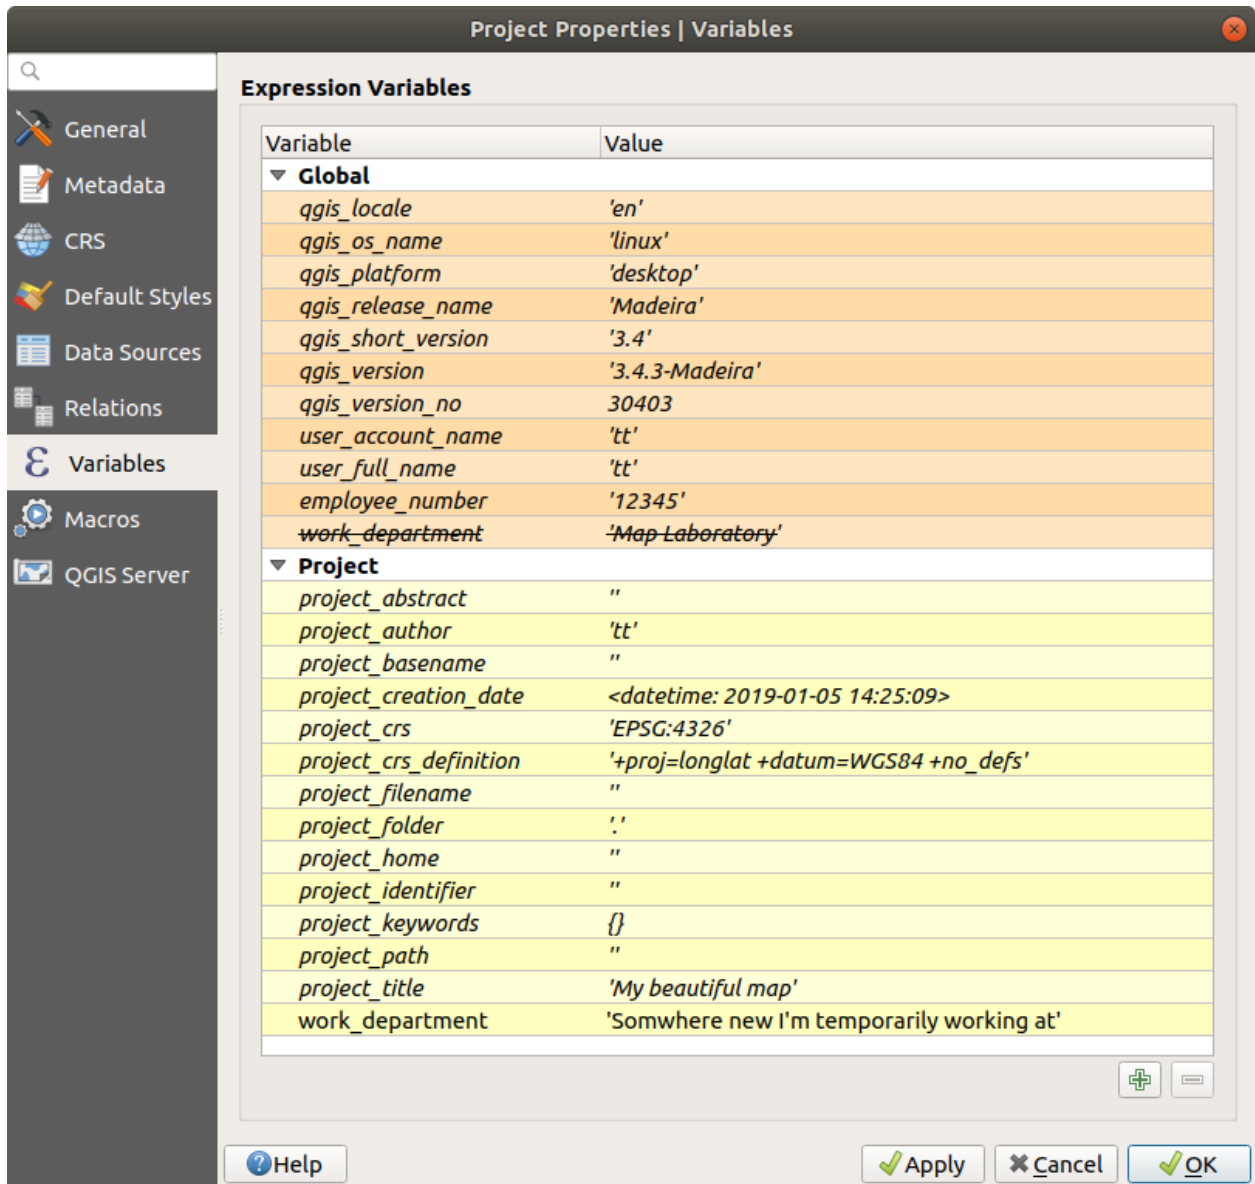 Project Properties | Variables
General
Metadata
CRS
Default Styles
Data Sources
Relations
Variables
Macros
QGIS Server
Expression Variables
Variable Value
Global
qgis_locale 'en'
qgis_os_name 'linux'
qgis_platform 'desktop'
qgis_release_name 'Madeira'
qgis_short_version '3.4'
qgis_version '3.4.3-Madeira'
qgis_version_no 30403
user_account_name 'tt'
user_full_name 'tt'
employee_number '12345'
work_department 'Map Laboratory'
Project
project_abstract ''
project_author 'tt'
project_basename ''
project_creation_date <datetime: 2019-01-05 14:25:09>
project_crs 'EPSG:4326'
project_crs_definition '+proj=longlat +datum=WGS84 +no_defs'
project_filename ''
project_folder '.'
project_home ''
project_identifier ''
project_keywords {}
project_path ''
project_title 'My beautiful map'
work_department 'Somwhere new I'm temporarily working at'
Help Apply Cancel OK